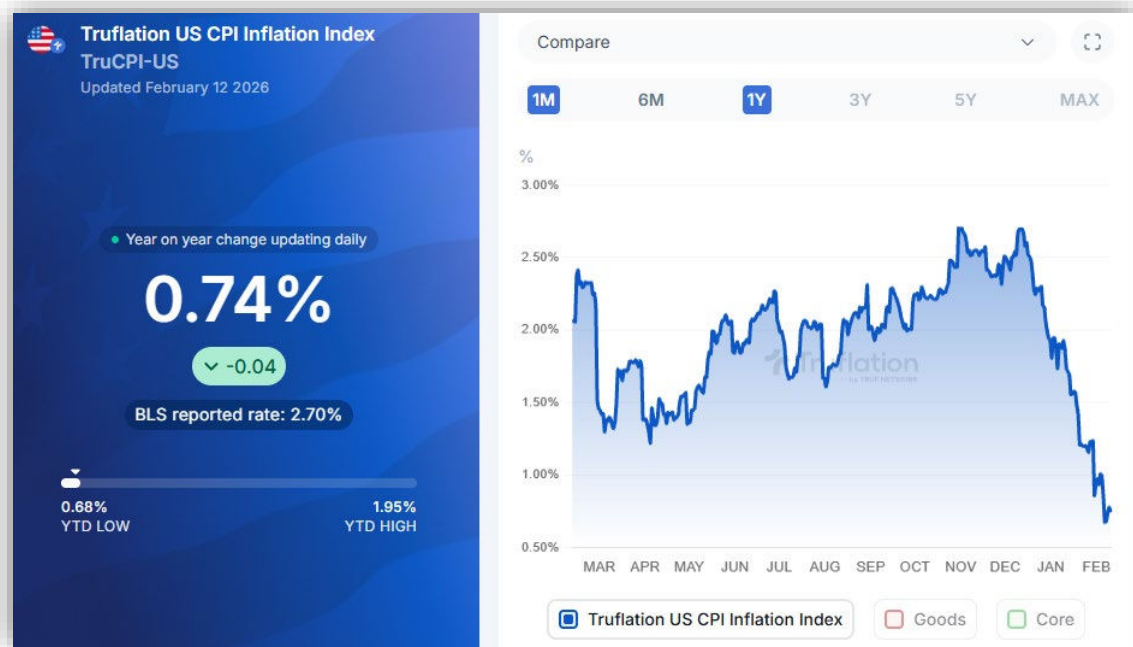 Truflation US CPI Inflation Index
TruCPI-US
Updated February 12 2026
Year on year change updating daily
0.74%
-0.04
BLS reported rate: 2.70%
0.68%
YTD LOW
1.95%
YTD HIGH
Compare
1M 6M 1Y 3Y 5Y MAX
%
3.00%
2.50%
2.00%
1.50%
1.00%
0.50%
Truflation
by TRUF.NETWORK
MAR APR MAY JUN JUL AUG SEP OCT NOV DEC JAN FEB
Truflation US CPI Inflation Index
Goods
Core